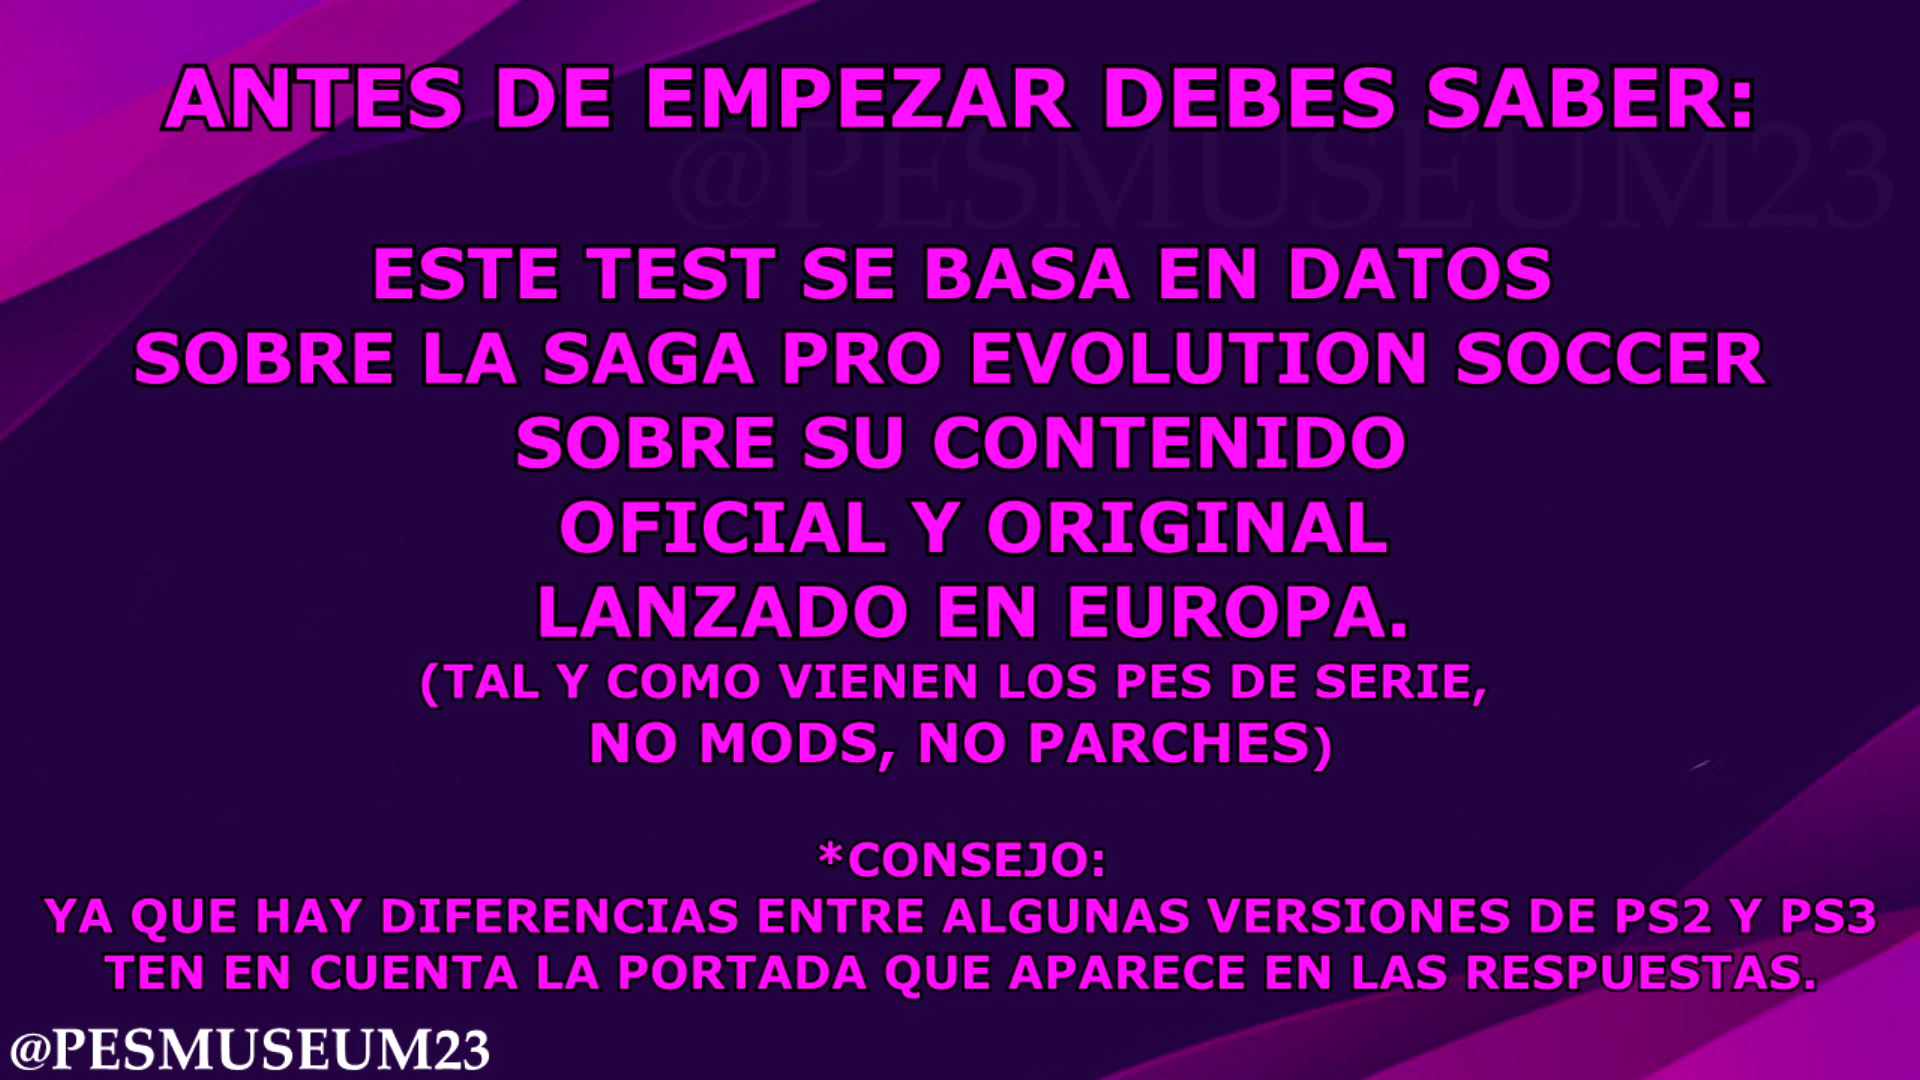 ANTES DE EMPEZAR DEBES SABER:
@PESMUSEUM23
ESTE TEST SE BASA EN DATOS
SOBRE LA SAGA PRO EVOLUTION SOCCER
SOBRE SU CONTENIDO
OFICIAL Y ORIGINAL
LANZADO EN EUROPA.
(TAL Y COMO VIENEN LOS PES DE SERIE,
NO MODS, NO PARCHES)
*CONSEJO:
YA QUE HAY DIFERENCIAS ENTRE ALGUNAS VERSIONES DE PS2 Y PS3
TEN EN CUENTA LA PORTADA QUE APARECE EN LAS RESPUESTAS.
@PESMUSEUM23